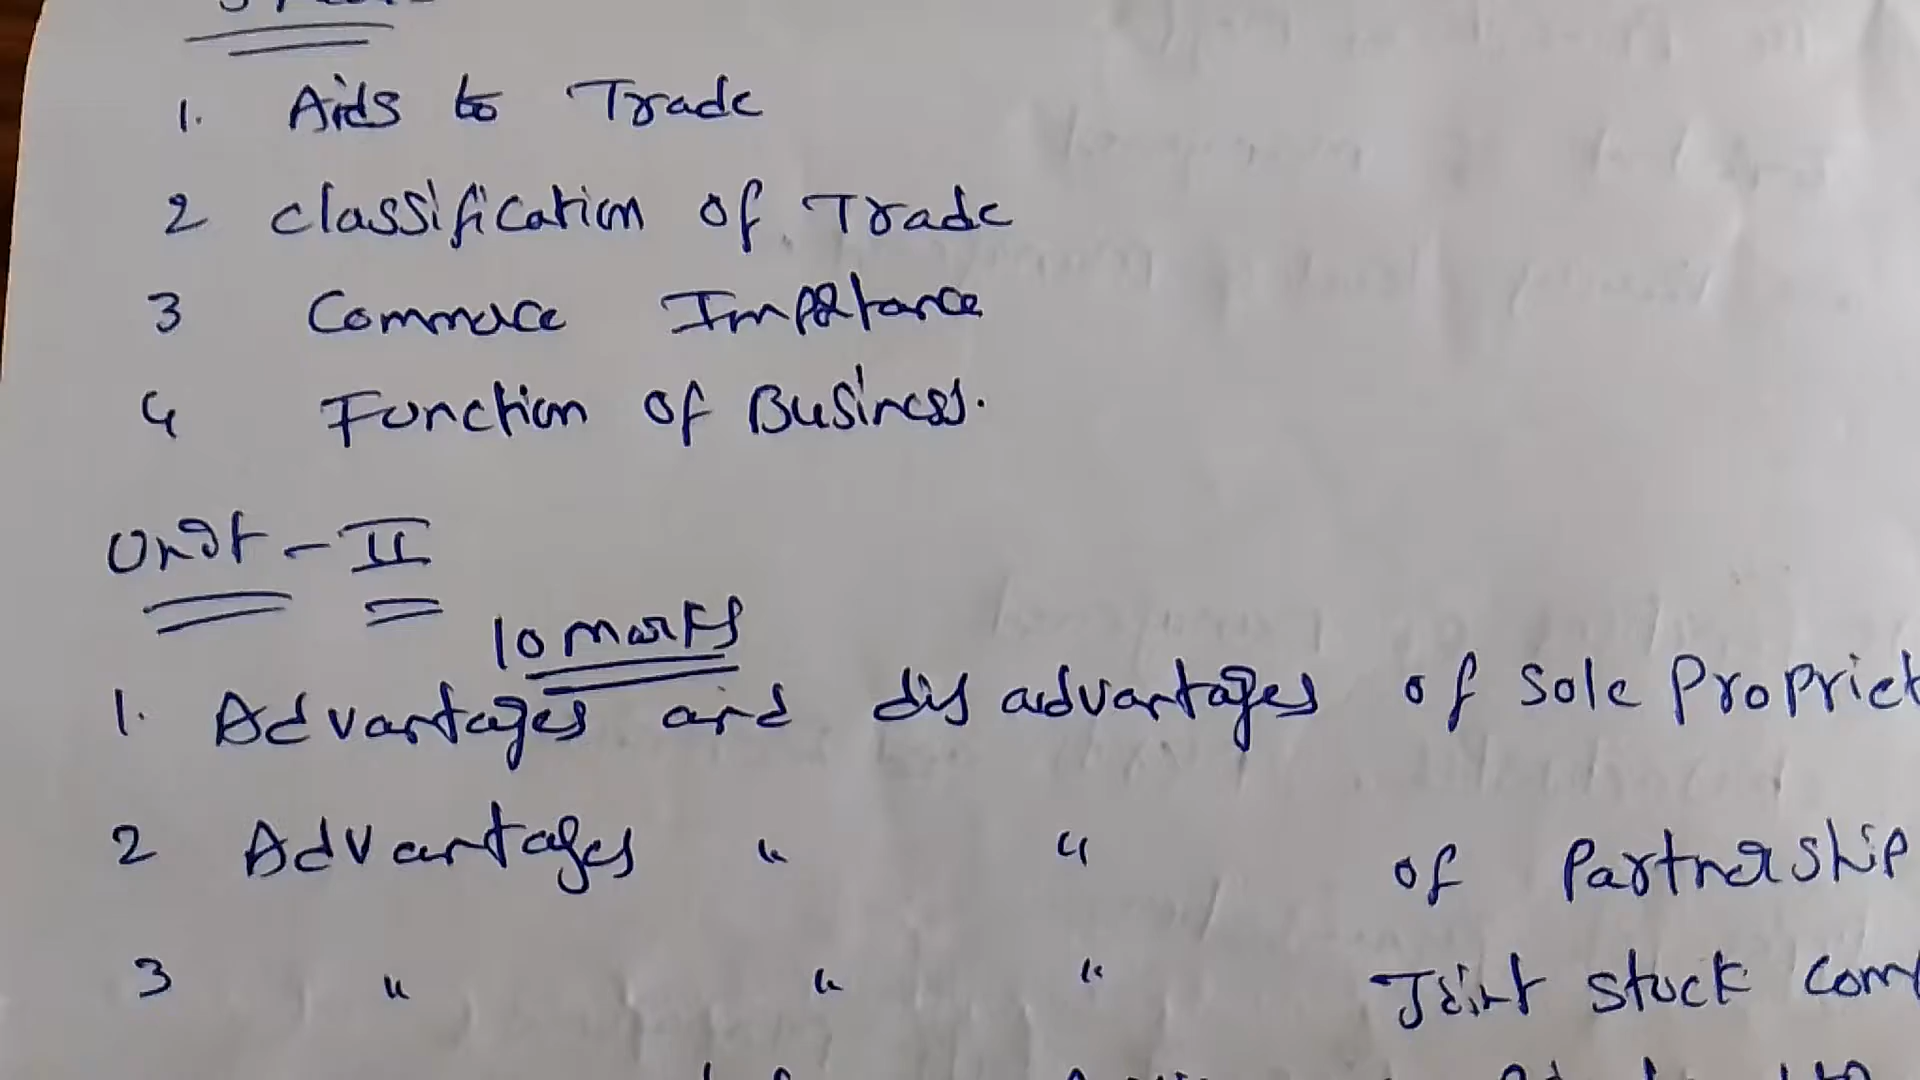 1. Aids to Trade
2 classification of Trade
3 Commerce Importance
4 Function of Business.
Unit - II
10 marks
1. Advantages and disadvantages of Sole Propriet
2 Advantages " " of Partnership
3 " " " Joint stock com